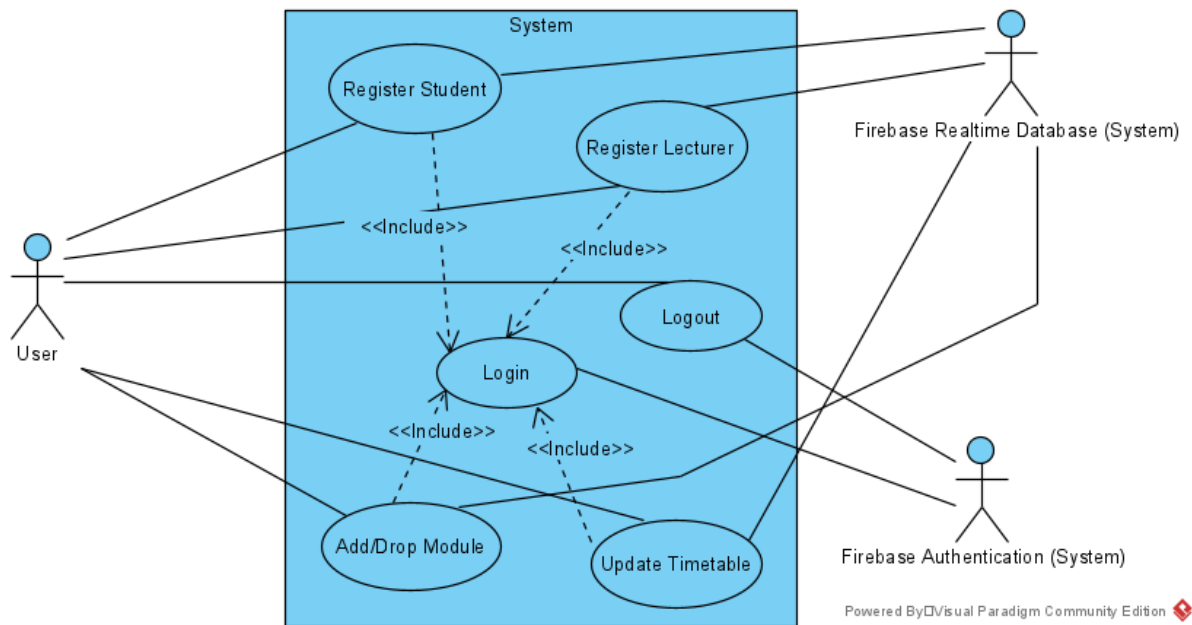 System
Register Student
Firebase Realtime Database (System)
Register Lecturer
<<Include>>
<<Include>>
Logout
User
Login
<<Include>>
<<Include>>
Add/Drop Module
Update Timetable
Firebase Authentication (System)
Powered By□Visual Paradigm Community Edition